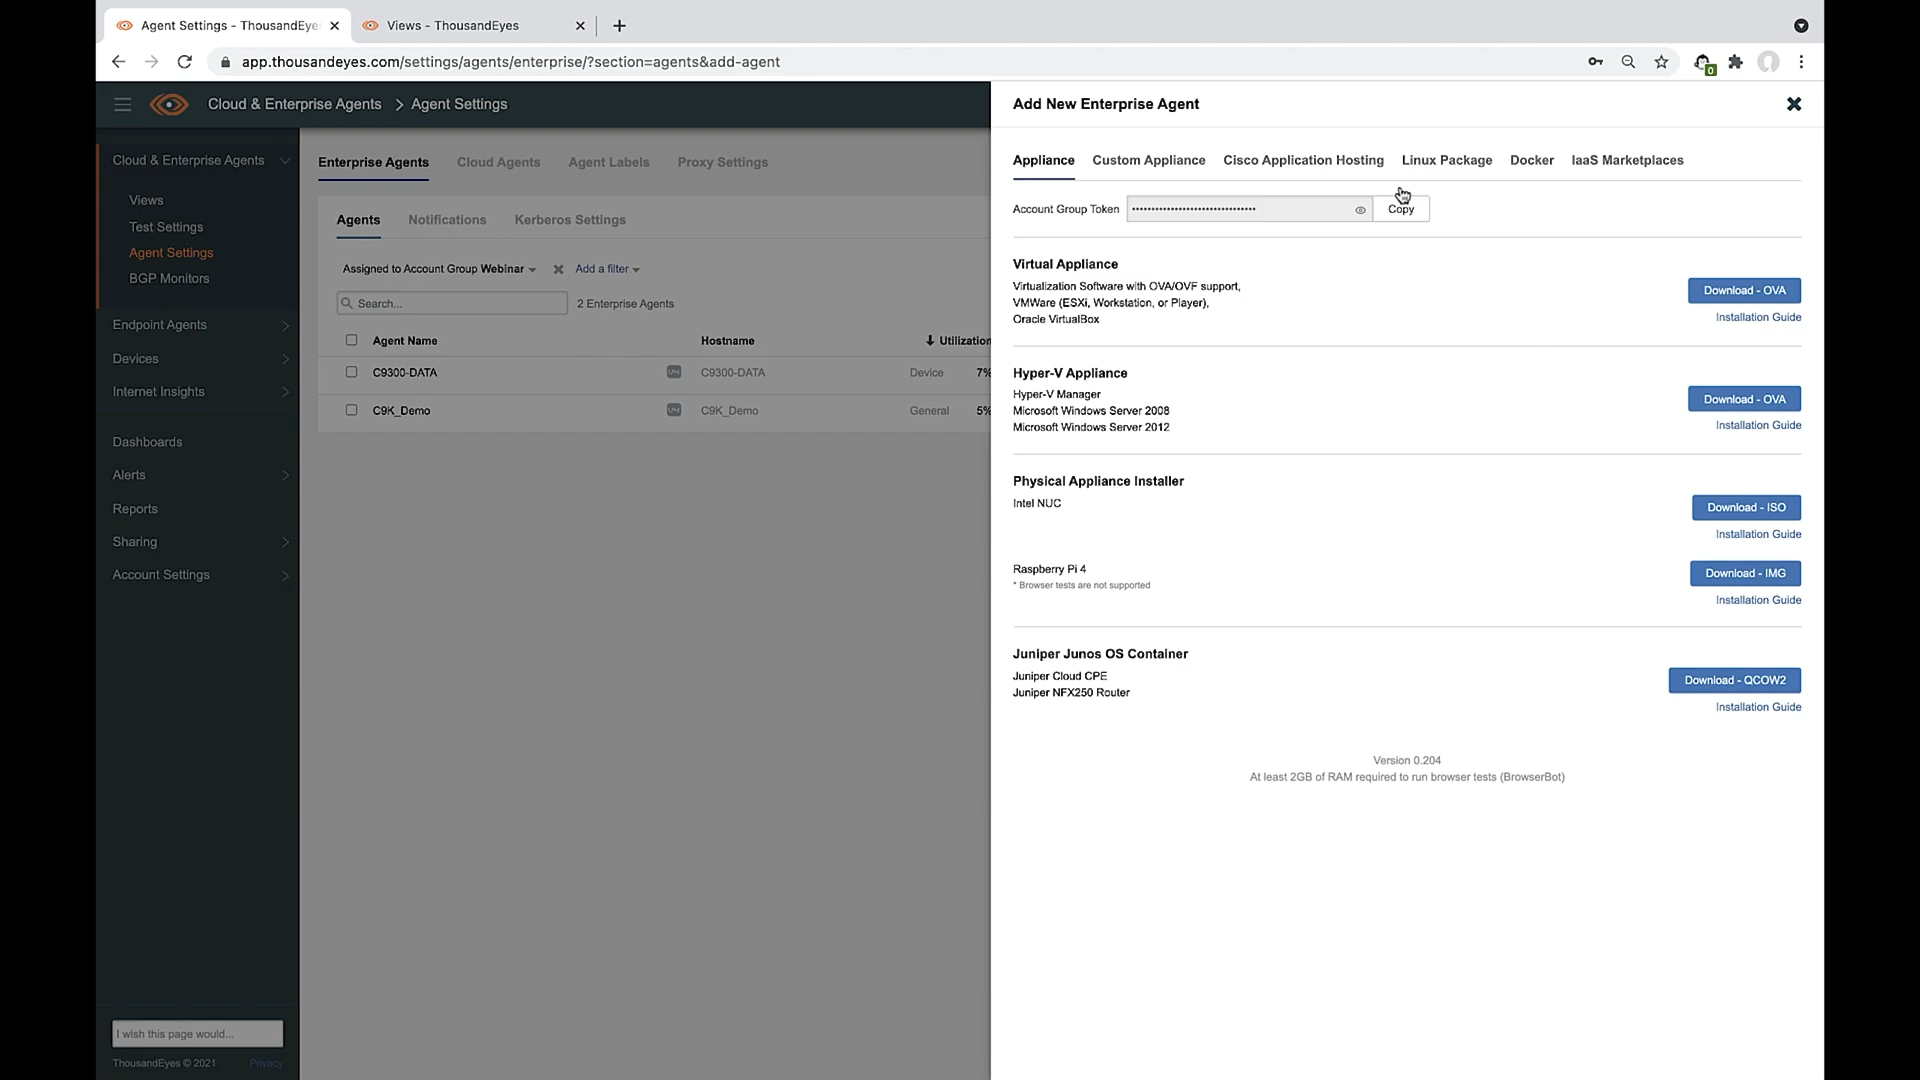 Agent Settings - ThousandEye
Views - ThousandEyes
app.thousandeyes.com/settings/agents/enterprise/?section=agents&add-agent
0
Cloud & Enterprise Agents > Agent Settings
Cloud & Enterprise Agents
Views
Test Settings
Agent Settings
BGP Monitors
Endpoint Agents
Devices
Internet Insights
Dashboards
Alerts
Reports
Sharing
Account Settings
I wish this page would...
ThousandEyes © 2021 Privacy
Enterprise Agents Cloud Agents Agent Labels Proxy Settings
Agents Notifications Kerberos Settings
Assigned to Account Group Webinar Add a filter
Search... 2 Enterprise Agents
Agent Name Hostname Utilization
C9300-DATA C9300-DATA Device 7%
C9K_Demo C9K_Demo General 5%
Add New Enterprise Agent
Appliance Custom Appliance Cisco Application Hosting Linux Package Docker IaaS Marketplaces
Account Group Token Copy
Virtual Appliance
Virtualization Software with OVA/OVF support,
VMWare (ESXi, Workstation, or Player),
Oracle VirtualBox
Download - OVA
Installation Guide
Hyper-V Appliance
Hyper-V Manager
Microsoft Windows Server 2008
Microsoft Windows Server 2012
Download - OVA
Installation Guide
Physical Appliance Installer
Intel NUC
Download - ISO
Installation Guide
Raspberry Pi 4
* Browser tests are not supported
Download - IMG
Installation Guide
Juniper Junos OS Container
Juniper Cloud CPE
Juniper NFX250 Router
Download - QCOW2
Installation Guide
Version 0.204
At least 2GB of RAM required to run browser tests (BrowserBot)